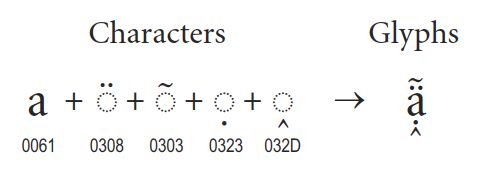 Characters Glyphs
a + ◌̈ + ◌̃ + ◌̣ + ◌̭ → ạ̭̈̃
0061 0308 0303 0323 032D